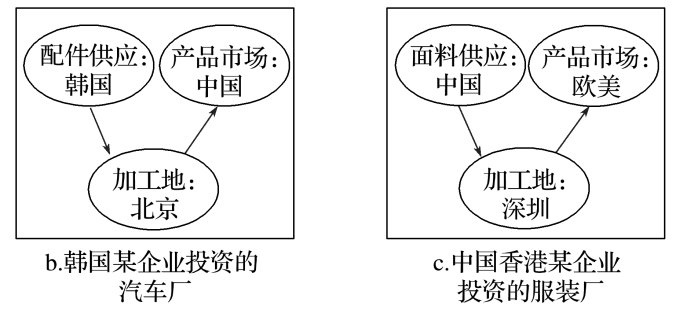 配件供应：
韩国
产品市场：
中国
加工地：
北京
b.韩国某企业投资的
汽车厂
面料供应：
中国
产品市场：
欧美
加工地：
深圳
c.中国香港某企业
投资的服装厂